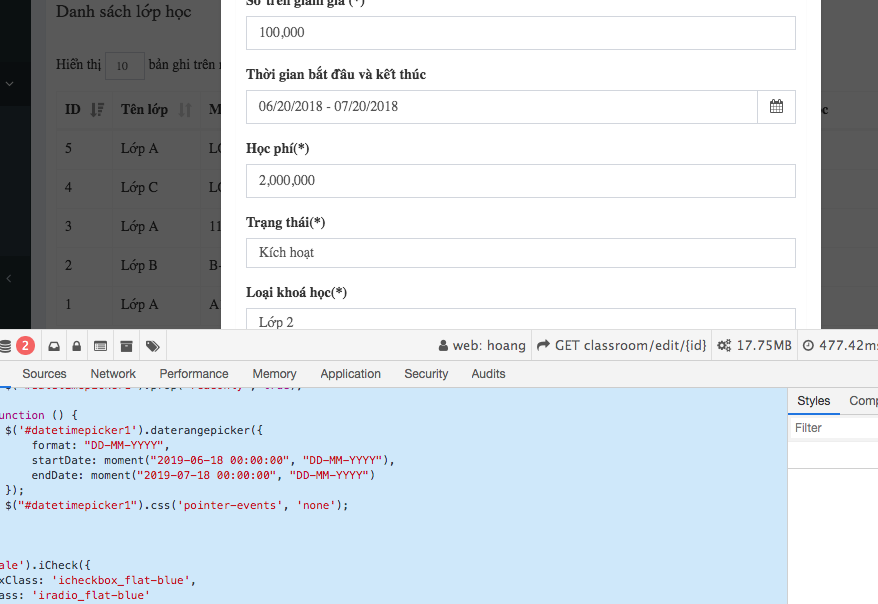 Danh sách lớp học
Số trên giảm giá (*)
100,000
Hiển thị 10 bản ghi trên
Thời gian bắt đầu và kết thúc
06/20/2018 - 07/20/2018
ID Tên lớp M
Học phí(*)
5 Lớp A
2,000,000
4 Lớp C
Trạng thái(*)
3 Lớp A 11
Kích hoạt
2 Lớp B B-
Loại khoá học(*)
1 Lớp A A
Lớp 2
2 web: hoang GET classroom/edit/{id} 17.75MB 477.42ms
Sources Network Performance Memory Application Security Audits
unction () {
$('#datetimepicker1').daterangepicker({
format: "DD-MM-YYYY",
startDate: moment("2019-06-18 00:00:00", "DD-MM-YYYY"),
endDate: moment("2019-07-18 00:00:00", "DD-MM-YYYY")
});
$("#datetimepicker1").css('pointer-events', 'none');
ale').iCheck({
xClass: 'icheckbox_flat-blue',
ass: 'iradio_flat-blue'
Styles Comp
Filter